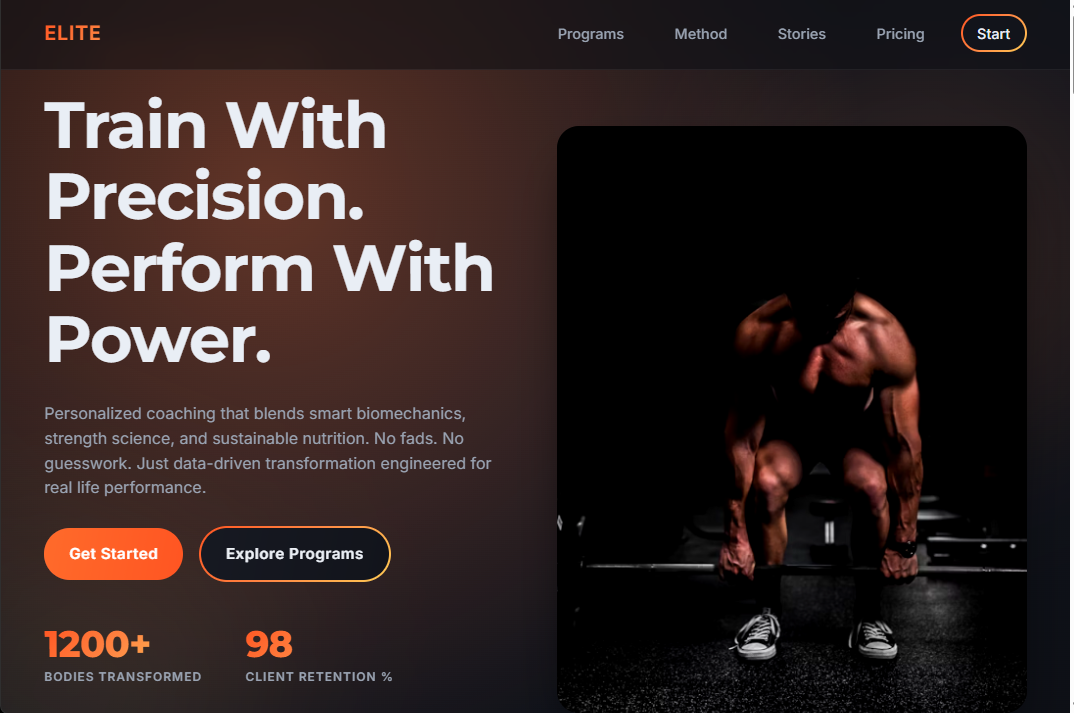 ELITE
Programs
Method
Stories
Pricing
Start
Train With
Precision.
Perform With
Power.
Personalized coaching that blends smart biomechanics,
strength science, and sustainable nutrition. No fads. No
guesswork. Just data-driven transformation engineered for
real life performance.
Get Started
Explore Programs
1200+
BODIES TRANSFORMED
98
CLIENT RETENTION %